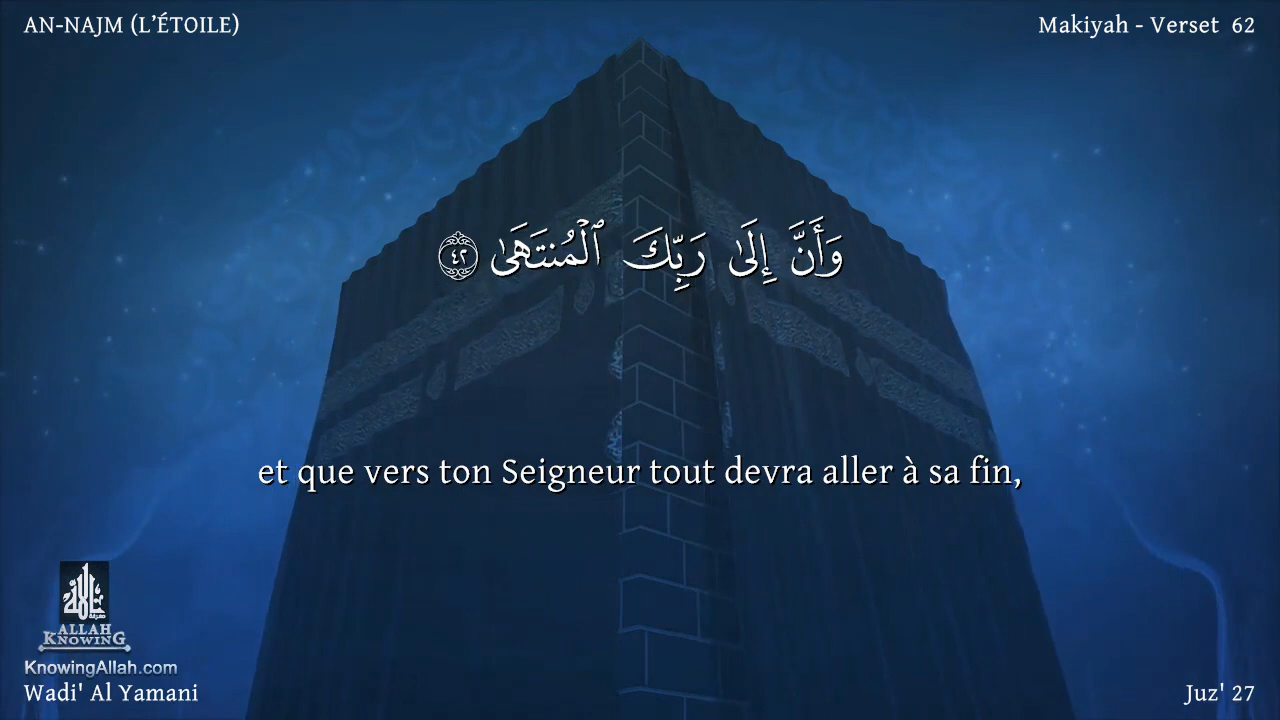 AN-NAJM (L’ÉTOILE)
Makiyah - Verset 62
وَأَنَّ إِلَىٰ رَبِّكَ ٱلْمُنتَهَىٰ ٤٢
et que vers ton Seigneur tout devra aller à sa fin,
ALLAH
KNOWING
KnowingAllah.com
Wadi' Al Yamani
Juz' 27